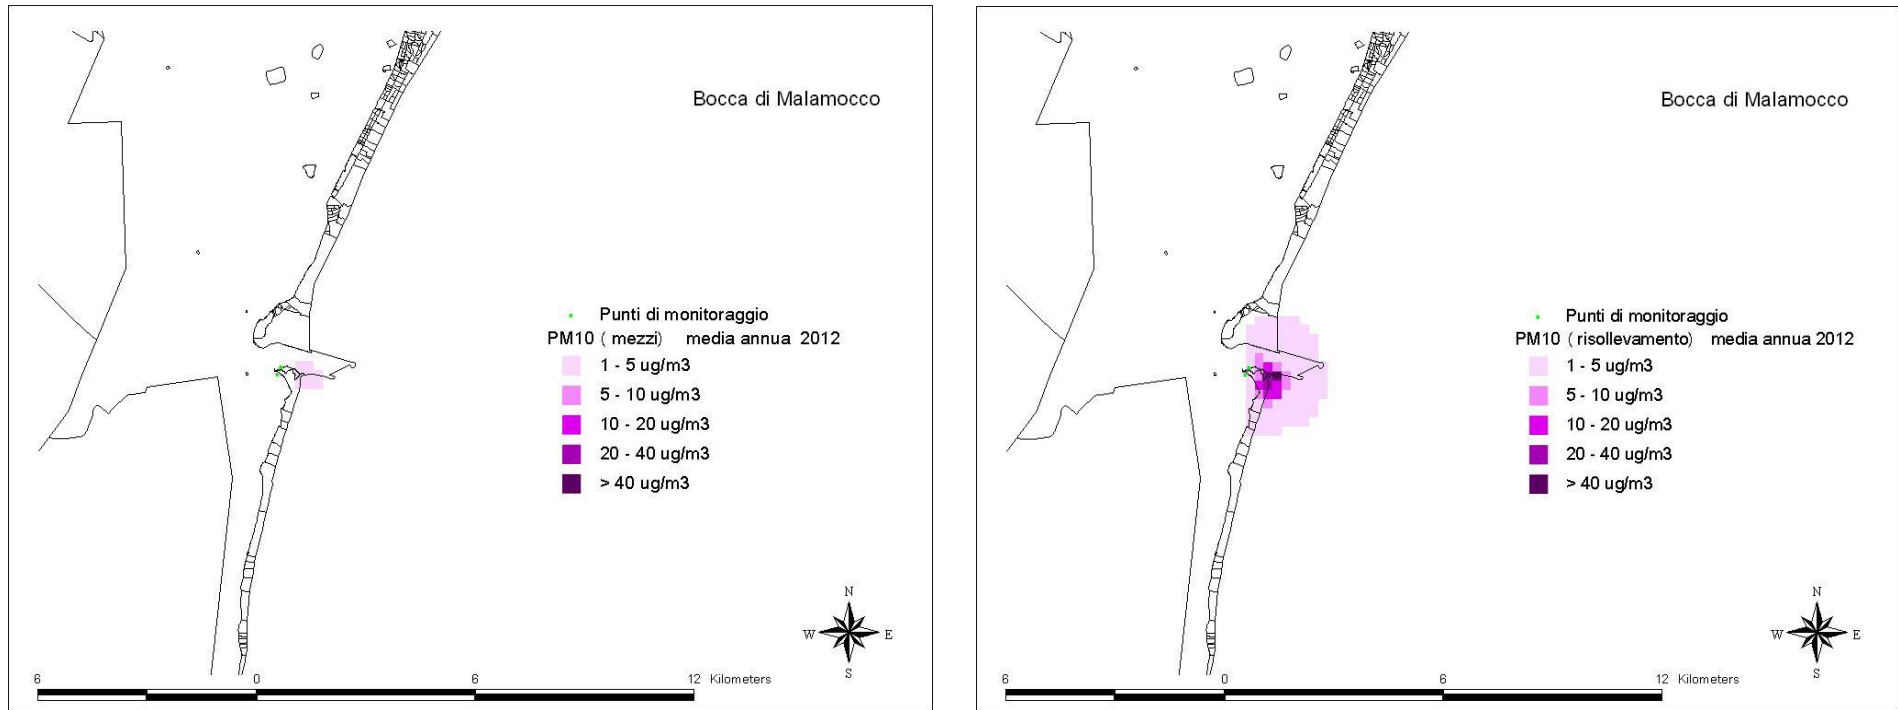 Bocca di Malamocco
Punti di monitoraggio
PM10 ( mezzi) media annua 2012
1 - 5 ug/m3
5 - 10 ug/m3
10 - 20 ug/m3
20 - 40 ug/m3
> 40 ug/m3
N
W E
S
6 0 6 12 Kilometers
Bocca di Malamocco
Punti di monitoraggio
PM10 ( risollevamento) media annua 2012
1 - 5 ug/m3
5 - 10 ug/m3
10 - 20 ug/m3
20 - 40 ug/m3
> 40 ug/m3
N
W E
S
6 0 6 12 Kilometers